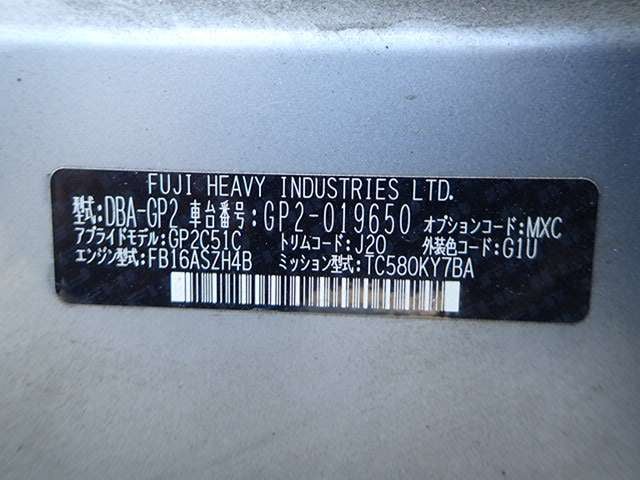 FUJI HEAVY INDUSTRIES LTD.
型式:DBA-GP2 車台番号:GP2-019650 オプションコード:MXC
アプライドモデル:GP2C51C トリムコード:J20 外装色コード:G1U
エンジン型式:FB16ASZH4B ミッション型式:TC580KY7BA